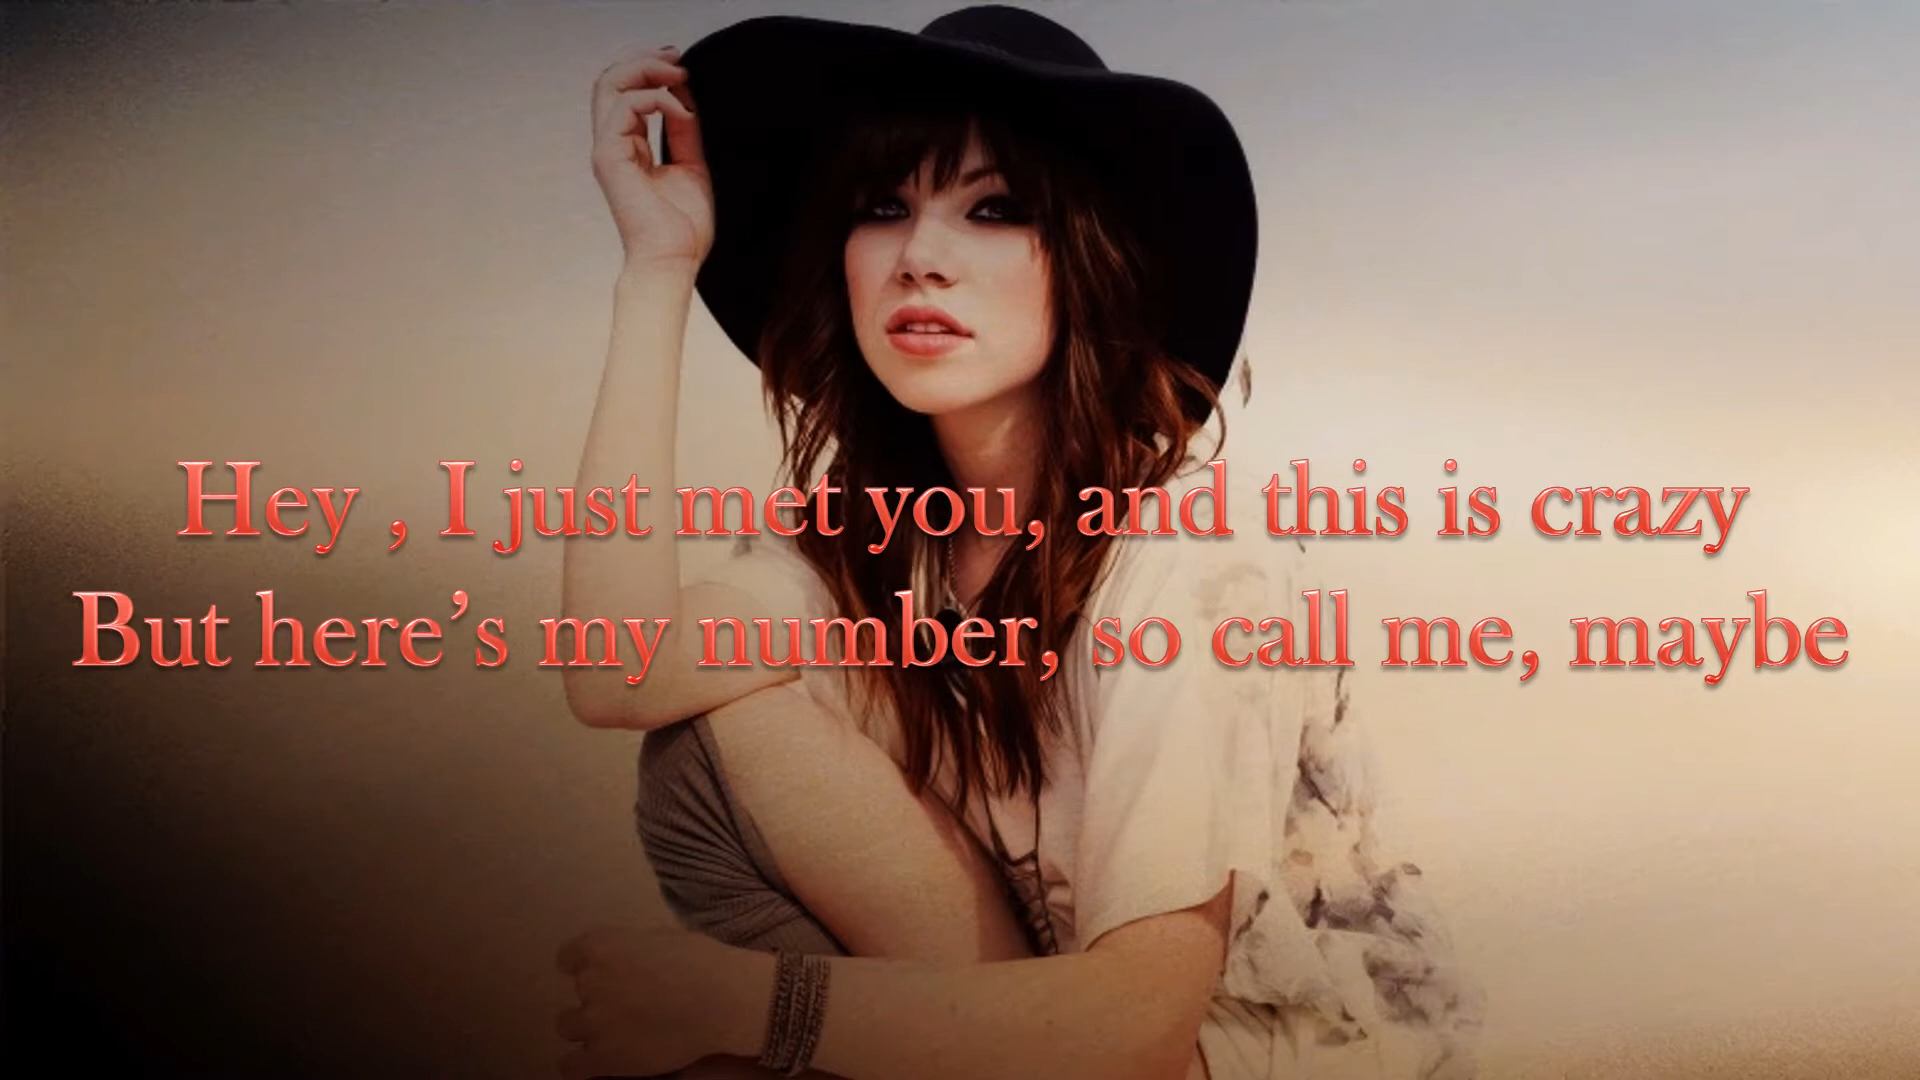 Hey , I just met you, and this is crazy
But here’s my number, so call me, maybe